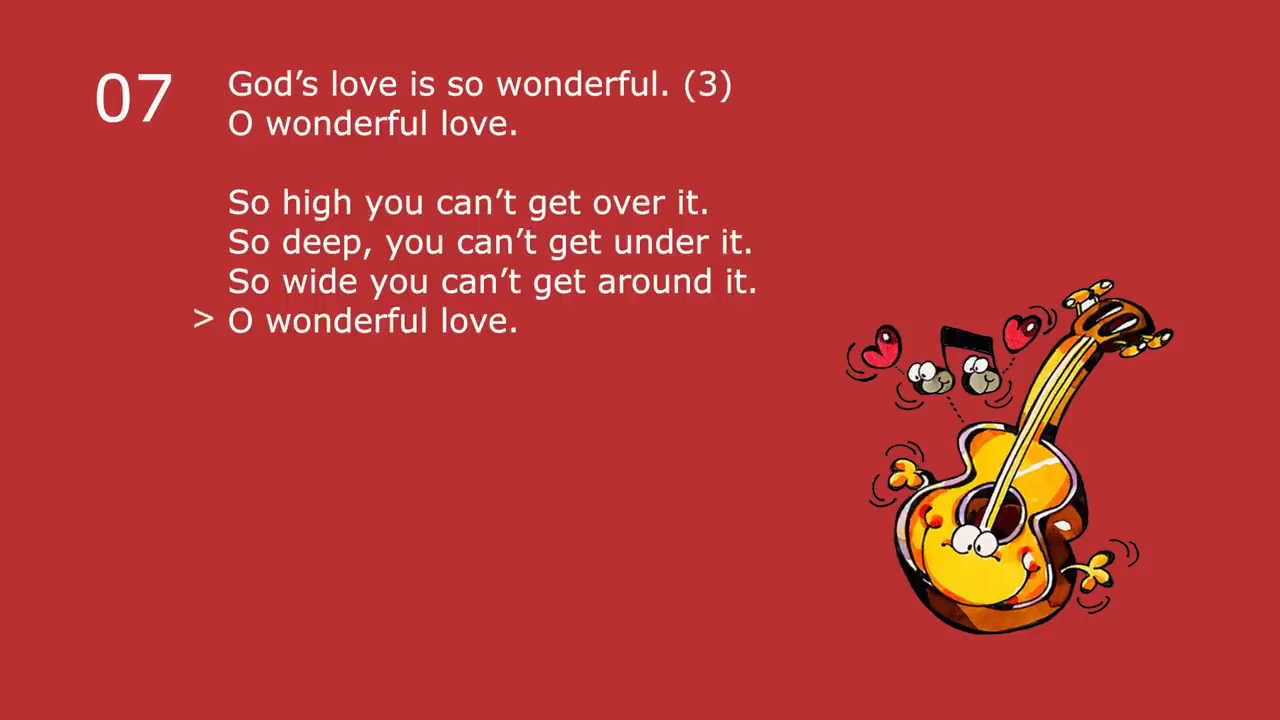 07
God’s love is so wonderful. (3)
O wonderful love.
So high you can’t get over it.
So deep, you can’t get under it.
So wide you can’t get around it.
> O wonderful love.